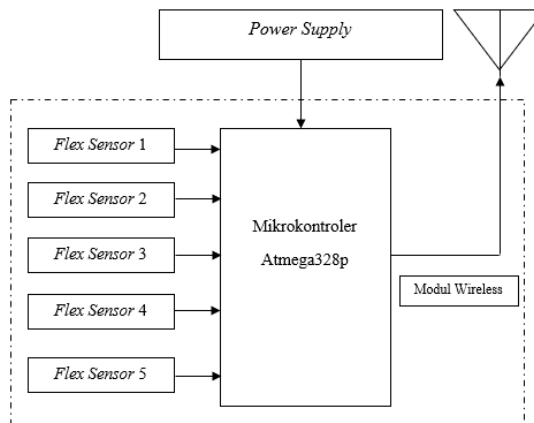 Power Supply
Flex Sensor 1
Flex Sensor 2
Flex Sensor 3
Flex Sensor 4
Flex Sensor 5
Mikrokontroler
Atmega328p
Modul Wireless